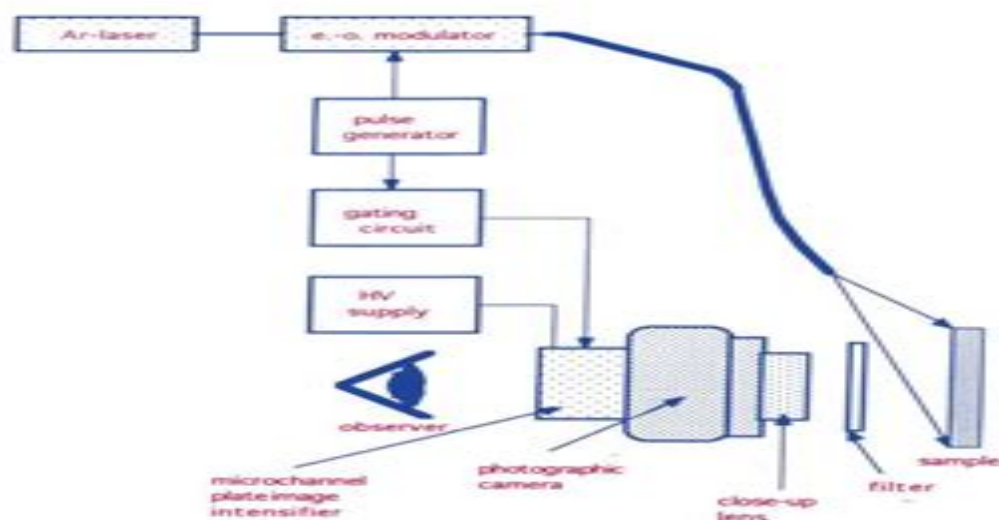 Ar-laser
e.-o. modulator
pulse
generator
gating
circuit
HV
supply
observer
microchannel
plate image
intensifier
photographic
camera
close-up
lens
filter
sample